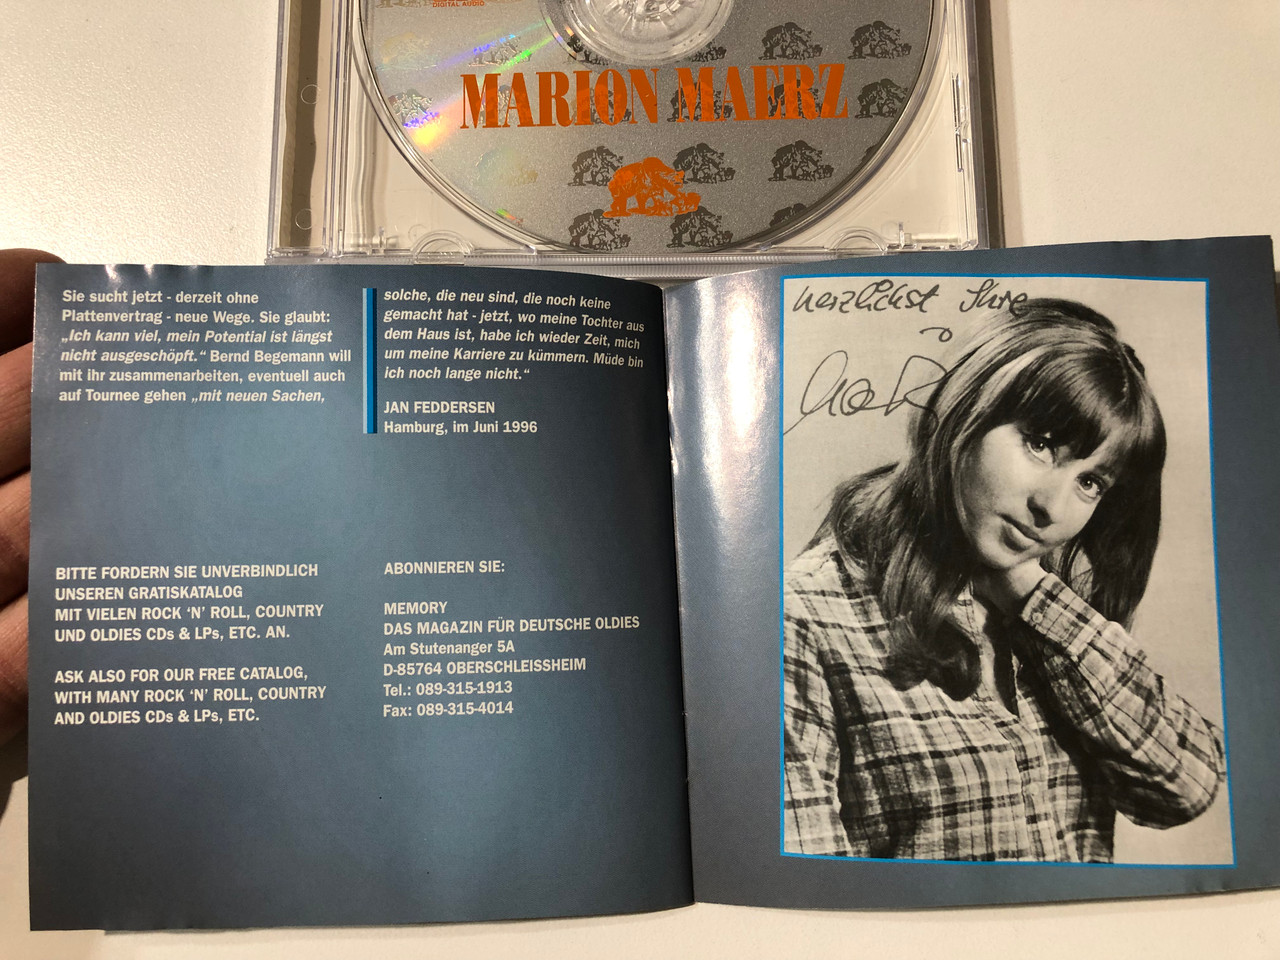 DIGITAL AUDIO
MARION MAERZ
Sie sucht jetzt - derzeit ohne
Plattenvertrag - neue Wege. Sie glaubt:
„Ich kann viel, mein Potential ist längst
nicht ausgeschöpft.“ Bernd Begemann will
mit ihr zusammenarbeiten, eventuell auch
auf Tournee gehen „mit neuen Sachen,
solche, die neu sind, die noch keine
gemacht hat - jetzt, wo meine Tochter aus
dem Haus ist, habe ich wieder Zeit, mich
um meine Karriere zu kümmern. Müde bin
ich noch lange nicht.“
JAN FEDDERSEN
Hamburg, im Juni 1996
BITTE FORDERN SIE UNVERBINDLICH
UNSEREN GRATISKATALOG
MIT VIELEN ROCK ‘N’ ROLL, COUNTRY
UND OLDIES CDs & LPs, ETC. AN.
ASK ALSO FOR OUR FREE CATALOG,
WITH MANY ROCK ‘N’ ROLL, COUNTRY
AND OLDIES CDs & LPs, ETC.
ABONNIEREN SIE:
MEMORY
DAS MAGAZIN FÜR DEUTSCHE OLDIES
Am Stutenanger 5A
D-85764 OBERSCHLEISSHEIM
Tel.: 089-315-1913
Fax: 089-315-4014
herzlichst Ihre